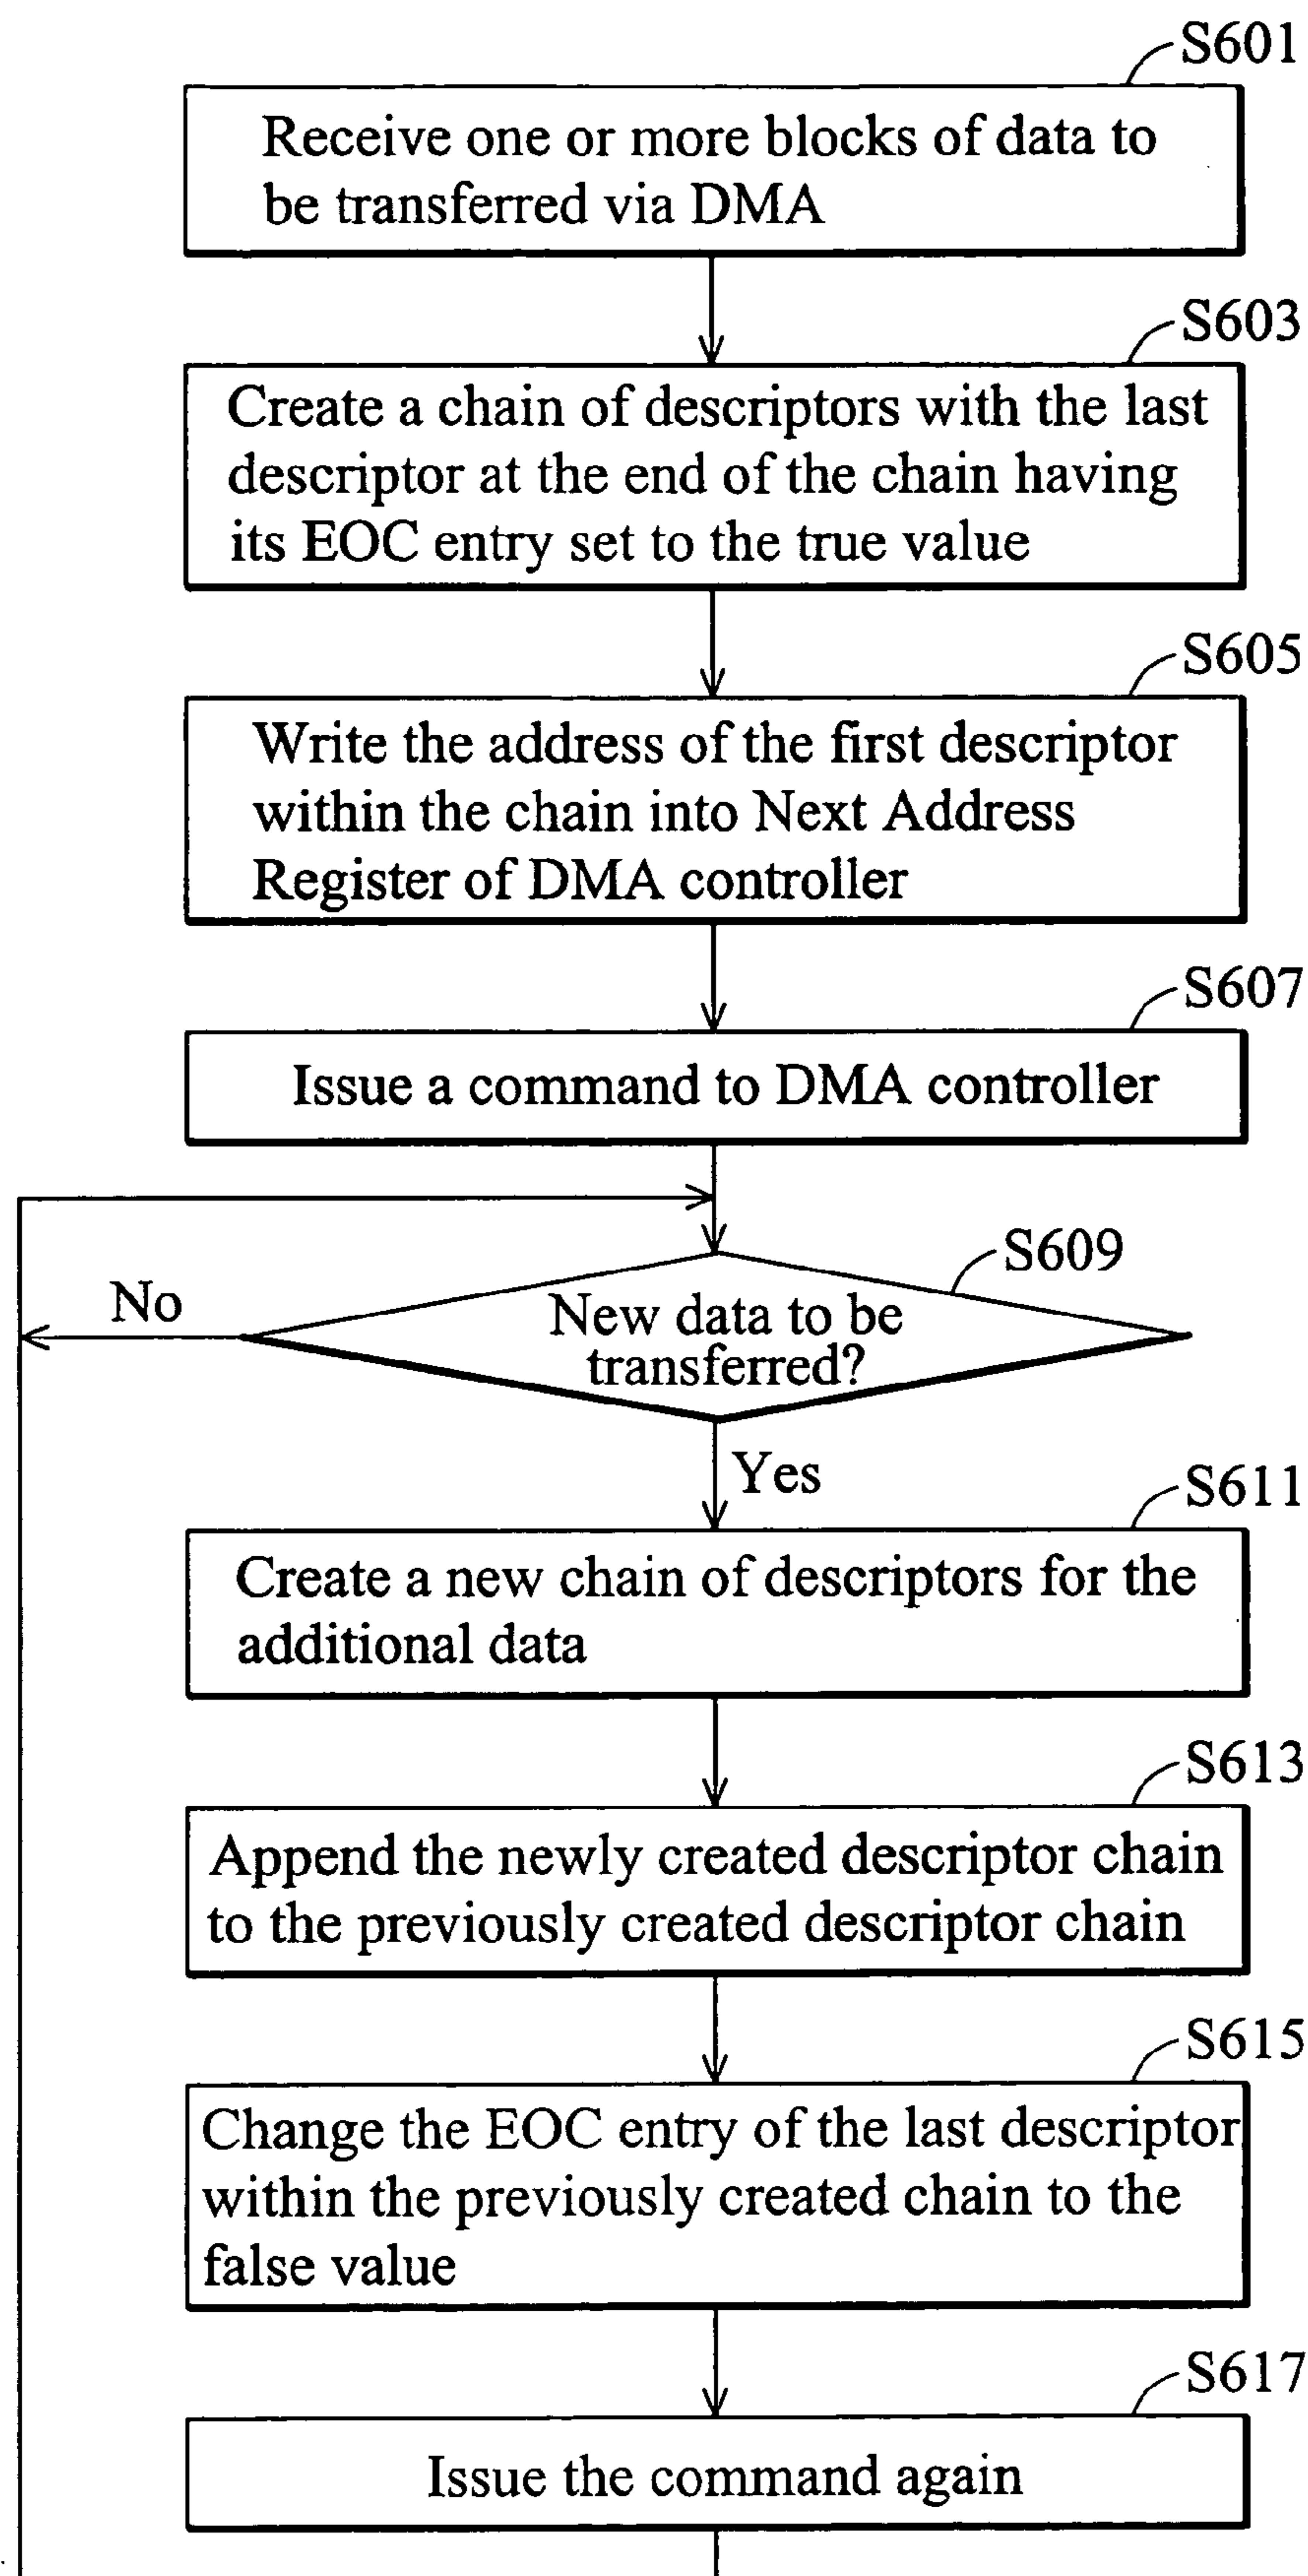 S601
Receive one or more blocks of data to
be transferred via DMA
S603
Create a chain of descriptors with the last
descriptor at the end of the chain having
its EOC entry set to the true value
S605
Write the address of the first descriptor
within the chain into Next Address
Register of DMA controller
S607
Issue a command to DMA controller
S609
No
New data to be
transferred?
Yes
S611
Create a new chain of descriptors for the
additional data
S613
Append the newly created descriptor chain
to the previously created descriptor chain
S615
Change the EOC entry of the last descriptor
within the previously created chain to the
false value
S617
Issue the command again